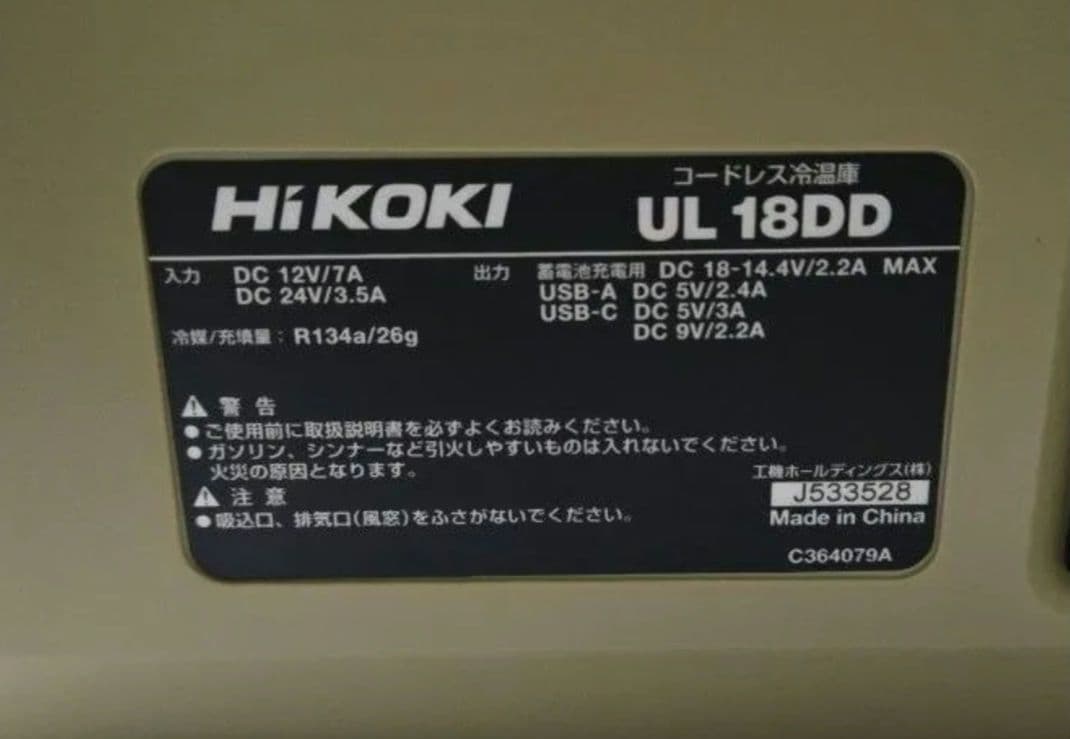 HiKOKI
コードレス冷温庫
UL 18DD
入力 DC 12V/7A
DC 24V/3.5A
出力 蓄電池充電用 DC 18-14.4V/2.2A MAX
USB-A DC 5V/2.4A
USB-C DC 5V/3A
DC 9V/2.2A
冷媒/充填量: R134a/26g
⚠ 警告
●ご使用前に取扱説明書を必ずよくお読みください。
●ガソリン、シンナーなど引火しやすいものは入れないでください。
火災の原因となります。
⚠ 注意
●吸込口、排気口(風窓)をふさがないでください。
工機ホールディングス(株)
J533528
Made in China
C364079A